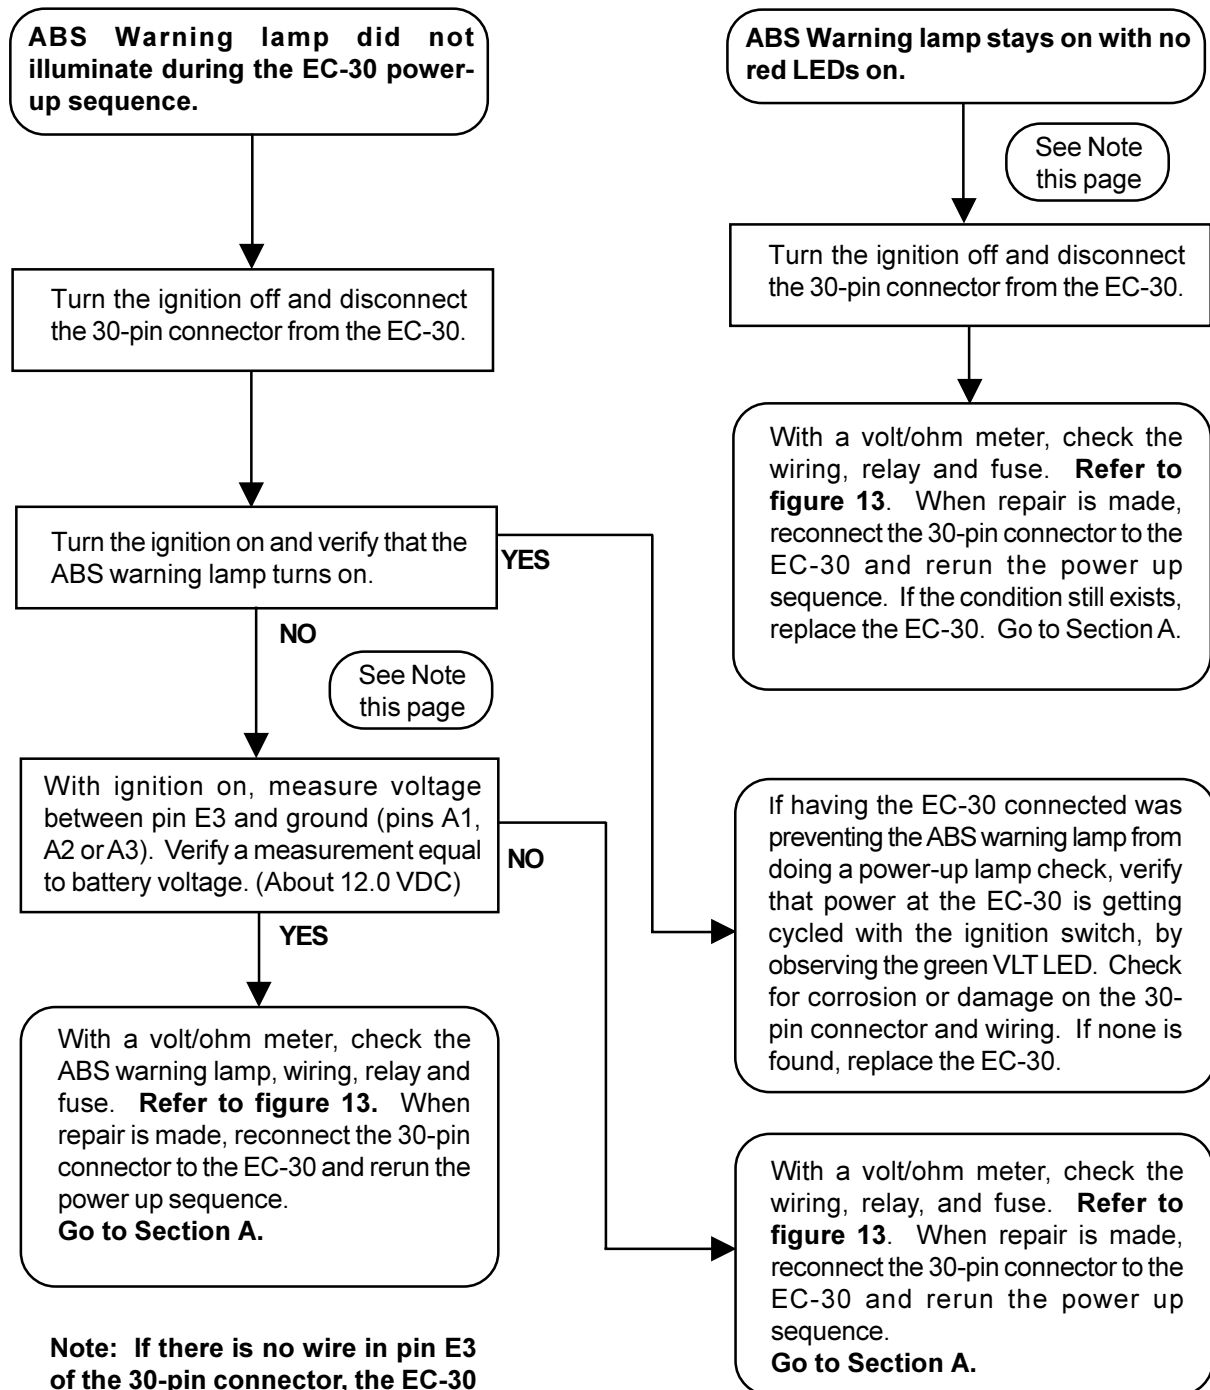 ABS Warning lamp did not
illuminate during the EC-30 power-
up sequence.
Turn the ignition off and disconnect
the 30-pin connector from the EC-30.
Turn the ignition on and verify that the
ABS warning lamp turns on.
YES
NO
See Note
this page
With ignition on, measure voltage
between pin E3 and ground (pins A1,
A2 or A3). Verify a measurement equal
to battery voltage. (About 12.0 VDC)
NO
YES
With a volt/ohm meter, check the
ABS warning lamp, wiring, relay and
fuse. Refer to figure 13. When
repair is made, reconnect the 30-pin
connector to the EC-30 and rerun the
power up sequence.
Go to Section A.
Note: If there is no wire in pin E3
of the 30-pin connector, the EC-30
ABS Warning lamp stays on with no
red LEDs on.
See Note
this page
Turn the ignition off and disconnect
the 30-pin connector from the EC-30.
With a volt/ohm meter, check the
wiring, relay and fuse. Refer to
figure 13. When repair is made,
reconnect the 30-pin connector to the
EC-30 and rerun the power up
sequence. If the condition still exists,
replace the EC-30. Go to Section A.
If having the EC-30 connected was
preventing the ABS warning lamp from
doing a power-up lamp check, verify
that power at the EC-30 is getting
cycled with the ignition switch, by
observing the green VLT LED. Check
for corrosion or damage on the 30-
pin connector and wiring. If none is
found, replace the EC-30.
With a volt/ohm meter, check the
wiring, relay, and fuse. Refer to
figure 13. When repair is made,
reconnect the 30-pin connector to the
EC-30 and rerun the power up
sequence.
Go to Section A.